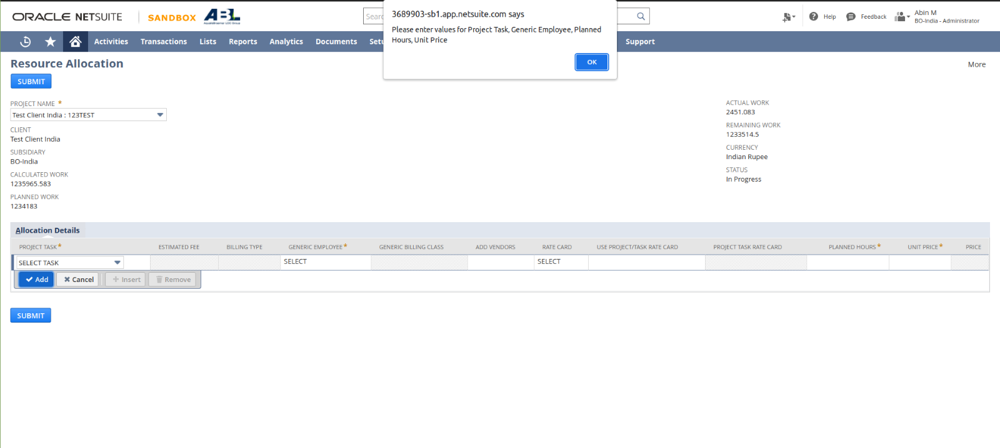 ORACLE NETSUITE
SANDBOX
ABL
Sear
Help
Feedback
Abin M
BO-India - Administrator
3689903-sb1.app.netsuite.com says
Please enter values for Project Task, Generic Employee, Planned
Hours, Unit Price
OK
Activities Transactions Lists Reports Analytics Documents Setu Support
Resource Allocation
More
SUBMIT
PROJECT NAME *
Test Client India : 123TEST
CLIENT
Test Client India
SUBSIDIARY
BO-India
CALCULATED WORK
1235965.583
PLANNED WORK
1234183
ACTUAL WORK
2451.083
REMAINING WORK
1233514.5
CURRENCY
Indian Rupee
STATUS
In Progress
Allocation Details
PROJECT TASK * ESTIMATED FEE BILLING TYPE GENERIC EMPLOYEE * GENERIC BILLING CLASS ADD VENDORS RATE CARD USE PROJECT/TASK RATE CARD PROJECT TASK RATE CARD PLANNED HOURS * UNIT PRICE * PRICE
SELECT TASK SELECT SELECT
Add Cancel Insert Remove
SUBMIT